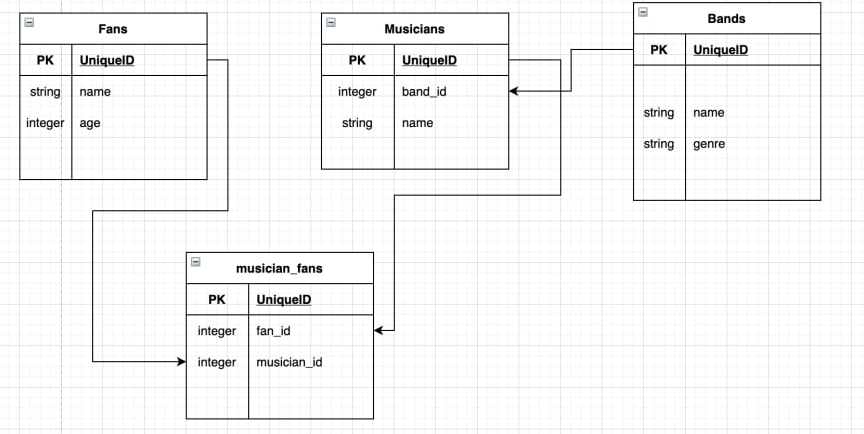 Fans
PK UniqueID
string name
integer age
Musicians
PK UniqueID
integer band_id
string name
Bands
PK UniqueID
string name
string genre
musician_fans
PK UniqueID
integer fan_id
integer musician_id